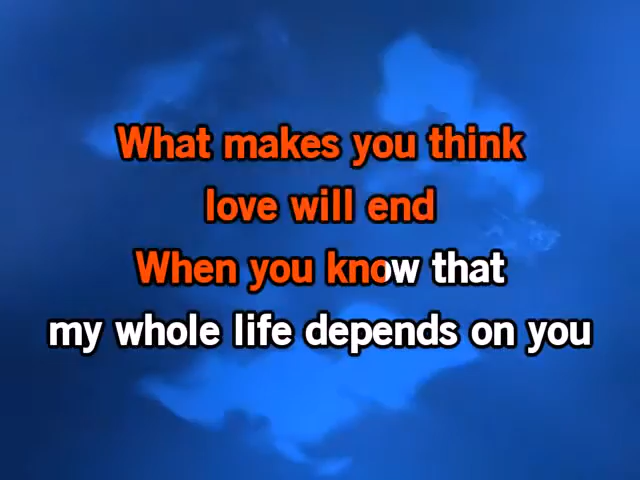 What makes you think
love will end
When you know that
my whole life depends on you